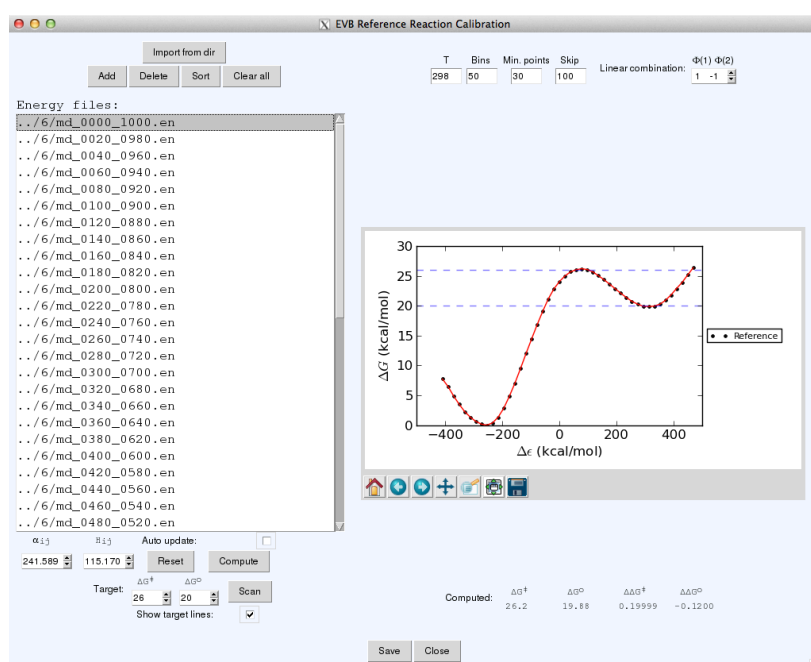 EVB Reference Reaction Calibration
Import from dir
Add Delete Sort Clear all
T Bins Min. points Skip
298 50 30 100
Linear combination:
Φ(1) Φ(2)
1 -1
Energy files:
../6/md_0000_1000.en
../6/md_0020_0980.en
../6/md_0040_0960.en
../6/md_0060_0940.en
../6/md_0080_0920.en
../6/md_0100_0900.en
../6/md_0120_0880.en
../6/md_0140_0860.en
../6/md_0160_0840.en
../6/md_0180_0820.en
../6/md_0200_0800.en
../6/md_0220_0780.en
../6/md_0240_0760.en
../6/md_0260_0740.en
../6/md_0280_0720.en
../6/md_0300_0700.en
../6/md_0320_0680.en
../6/md_0340_0660.en
../6/md_0360_0640.en
../6/md_0380_0620.en
../6/md_0400_0600.en
../6/md_0420_0580.en
../6/md_0440_0560.en
../6/md_0460_0540.en
../6/md_0480_0520.en
30
25
20
15
10
5
0
ΔG (kcal/mol)
−400 −200 0 200 400
Δϵ (kcal/mol)
Reference
αij Hij Auto update:
241.589 115.170 Reset Compute
ΔG‡ ΔG°
Target: 26 20 Scan
Show target lines:
ΔG‡ ΔG° ΔΔG‡ ΔΔG°
Computed: 26.2 19.88 0.19999 -0.1200
Save Close